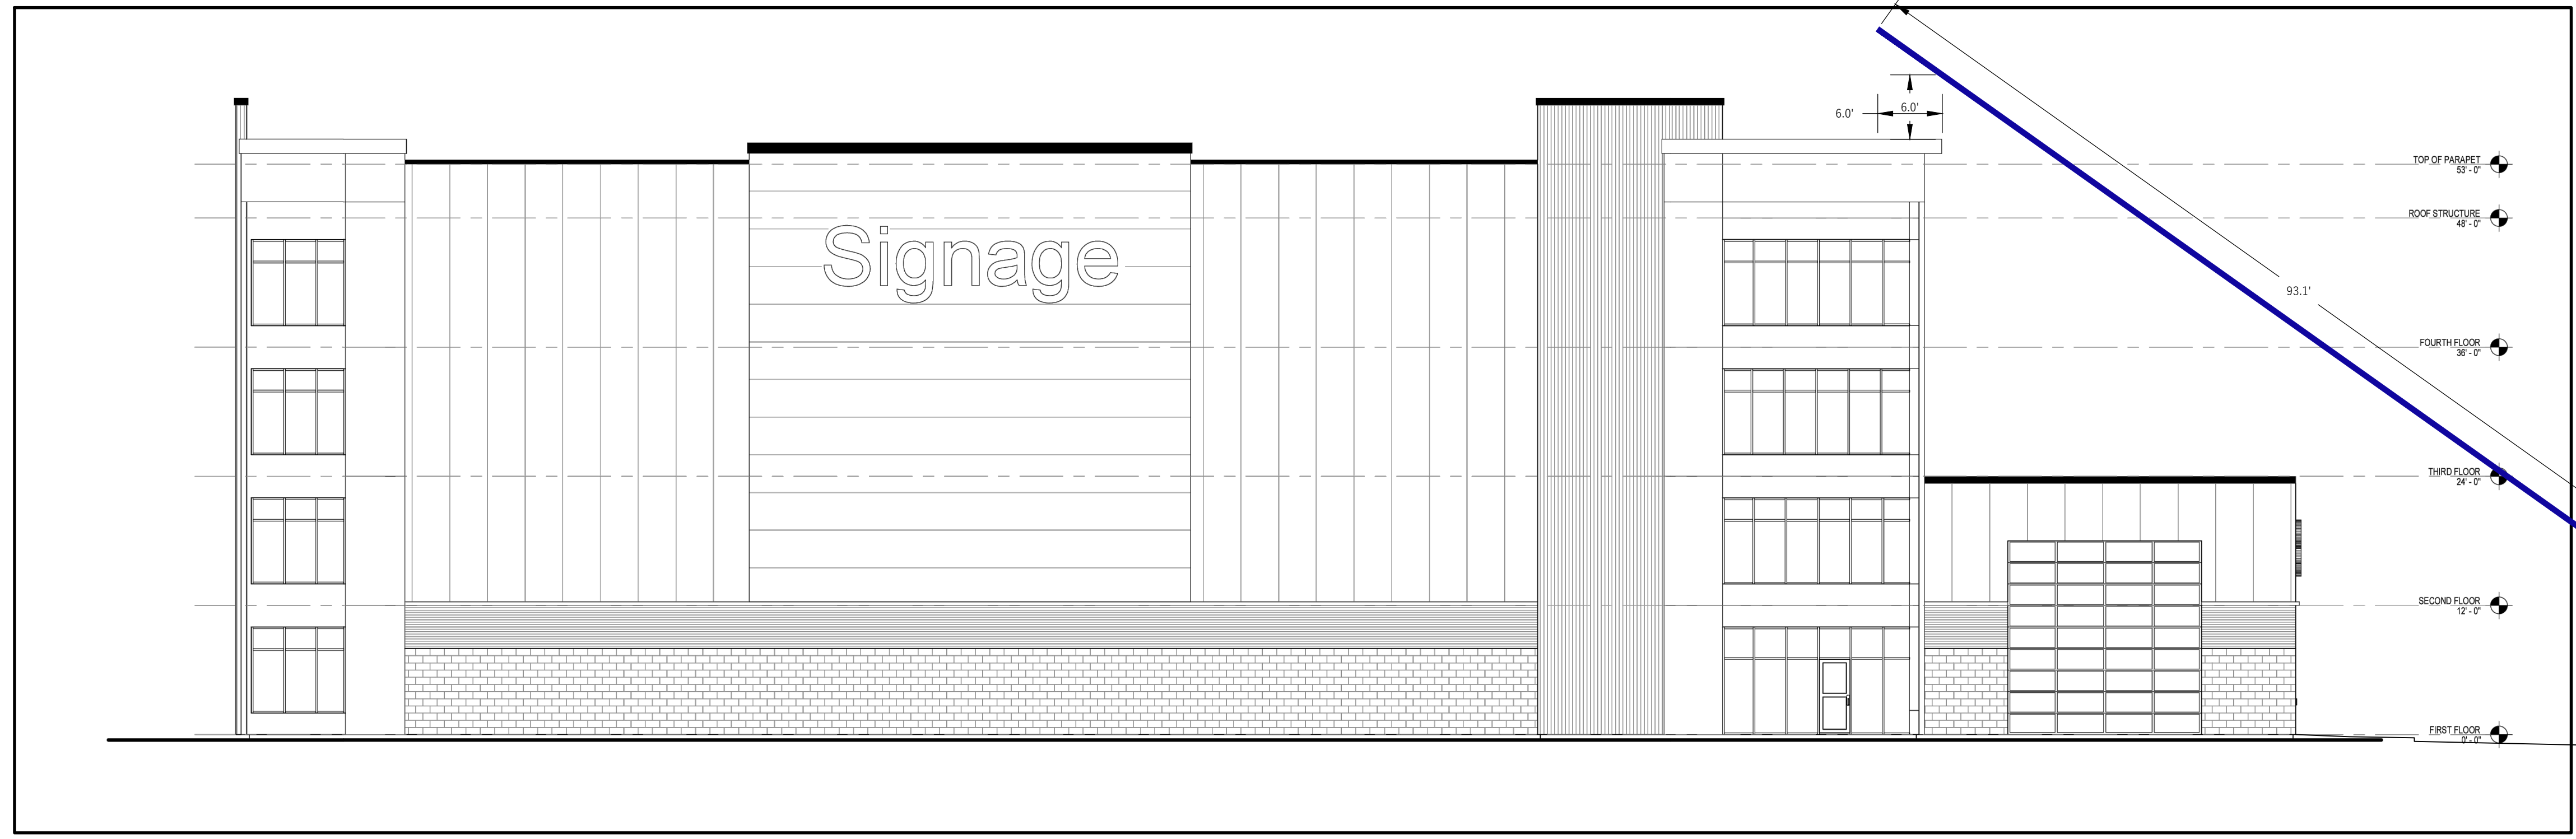 6.0'
6.0'
TOP OF PARAPET
53' - 0"
ROOF STRUCTURE
48' - 0"
Signage
93.1'
FOURTH FLOOR
36' - 0"
THIRD FLOOR
24' - 0"
SECOND FLOOR
12' - 0"
FIRST FLOOR
0' - 0"